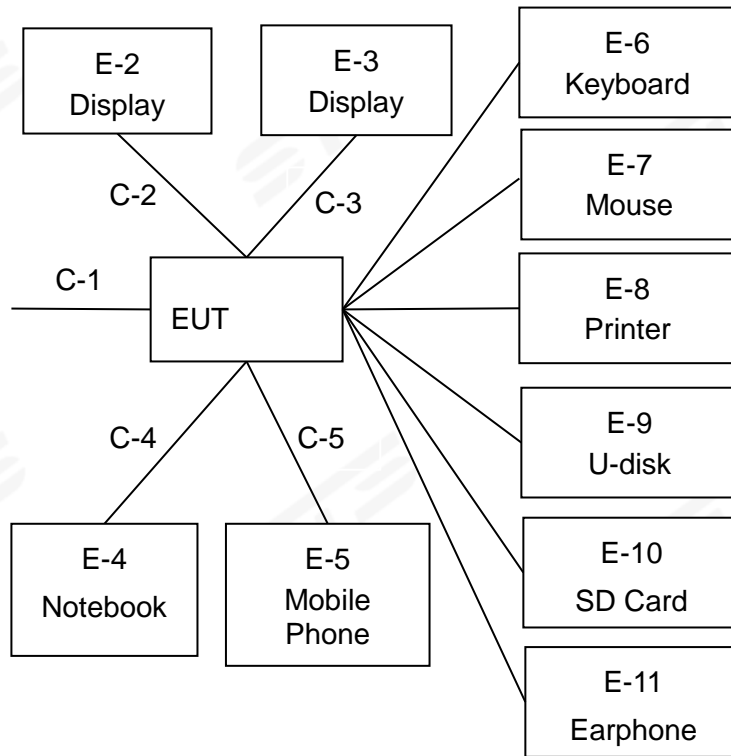 E-2
Display
E-3
Display
E-6
Keyboard
E-7
Mouse
C-2
C-3
C-1
EUT
E-8
Printer
C-4
C-5
E-9
U-disk
E-4
Notebook
E-5
Mobile
Phone
E-10
SD Card
E-11
Earphone